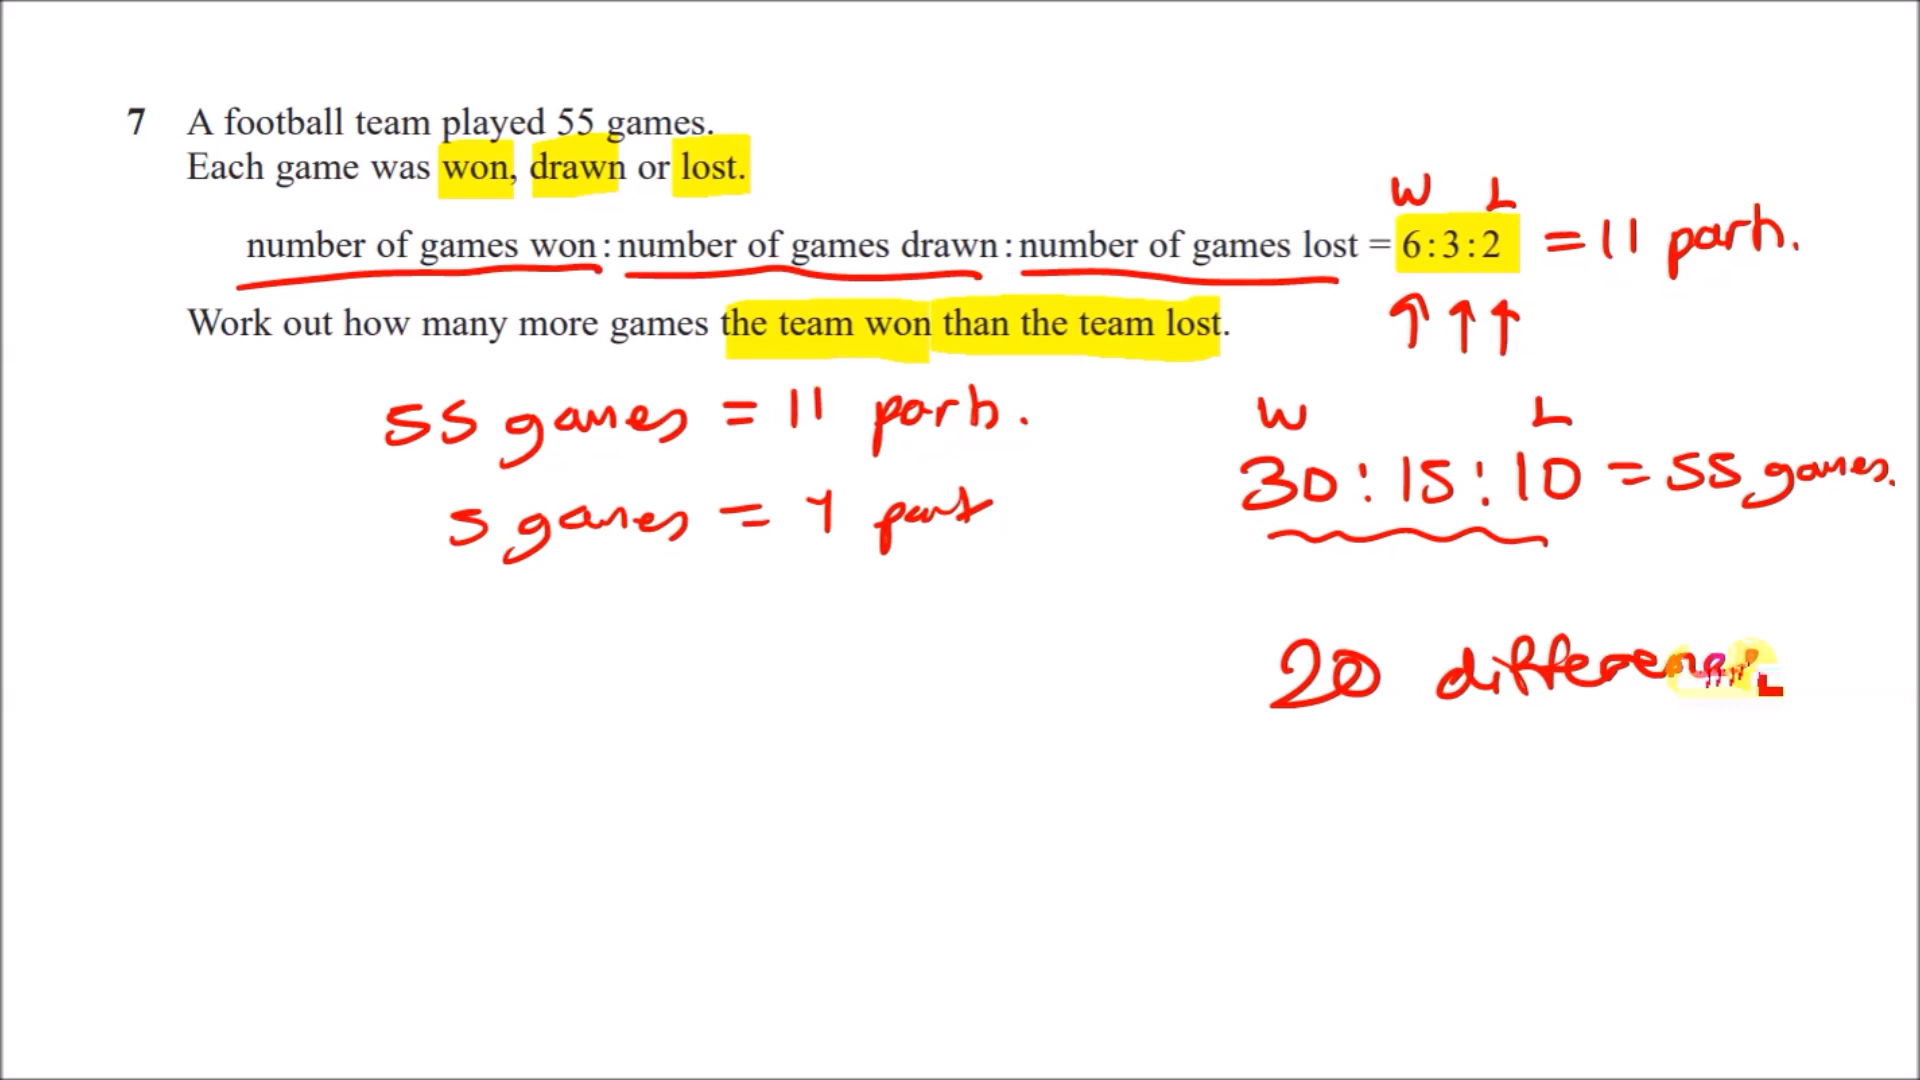 7 A football team played 55 games.
Each game was won, drawn or lost.
W L
number of games won : number of games drawn : number of games lost = 6 : 3 : 2 = 11 parts.
Work out how many more games the team won than the team lost.
55 games = 11 parts.
W L
30 : 15 : 10 = 55 games.
5 games = 1 part
20 difference